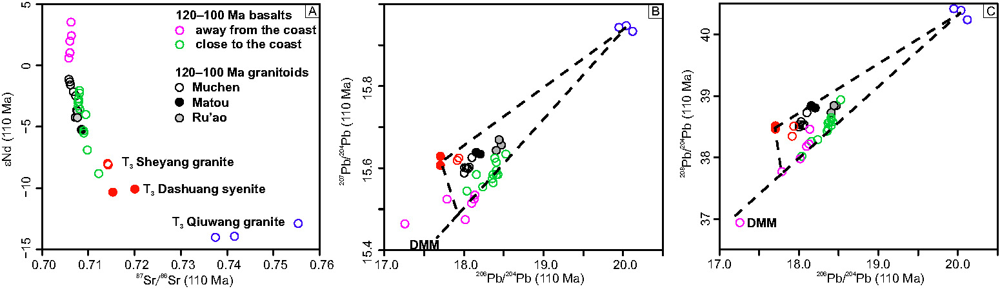 A
120–100 Ma basalts
away from the coast
close to the coast
120–100 Ma granitoids
Muchen
Matou
Ru'ao
T3 Sheyang granite
T3 Dashuang syenite
T3 Qiuwang granite
5
0
−5
−10
−15
εNd (110 Ma)
0.70
0.71
0.72
0.73
0.74
0.75
0.76
87Sr/86Sr (110 Ma)
B
15.8
15.6
15.4
207Pb/204Pb (110 Ma)
DMM
17.0
18.0
19.0
20.0
206Pb/204Pb (110 Ma)
C
40
39
38
37
208Pb/204Pb (110 Ma)
DMM
17.0
18.0
19.0
20.0
206Pb/204Pb (110 Ma)